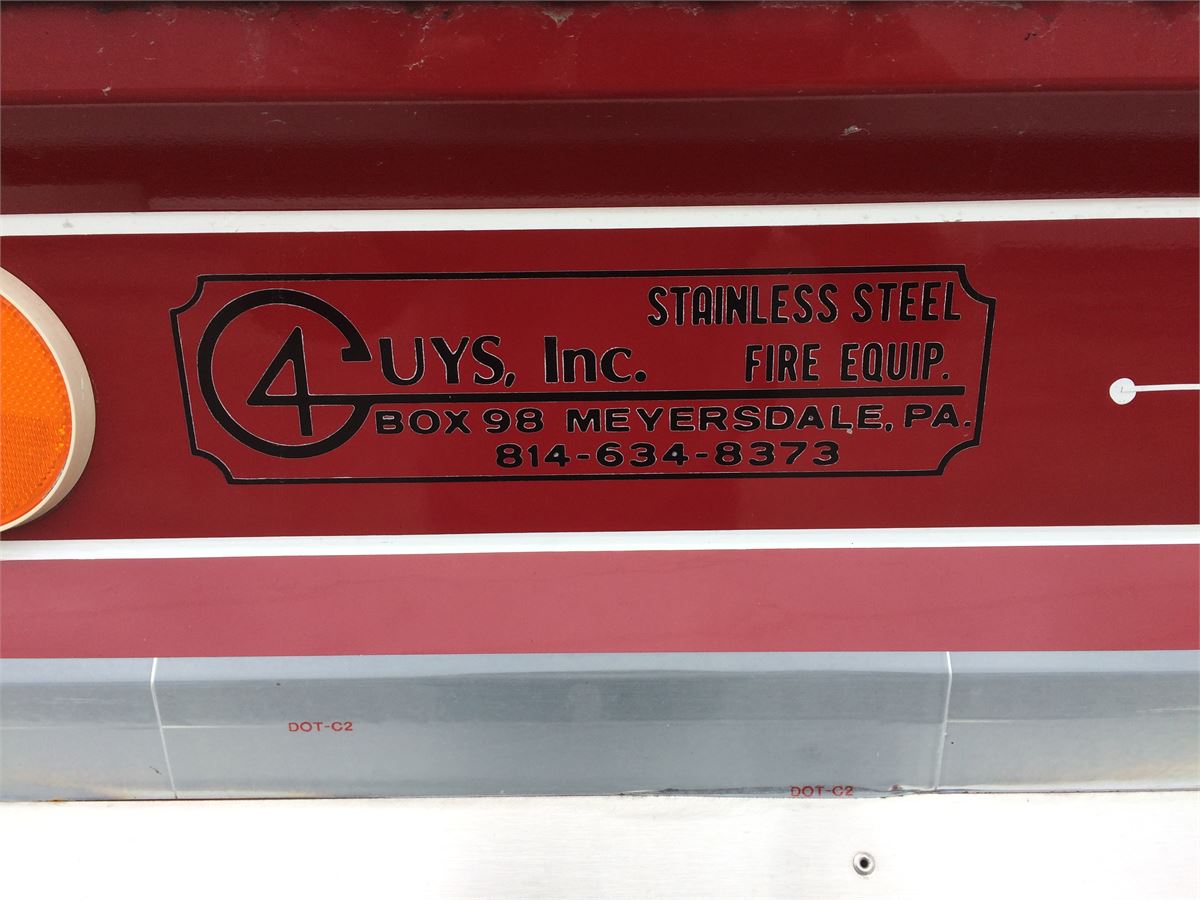 4 GUYS, Inc.
STAINLESS STEEL
FIRE EQUIP.
BOX 98 MEYERSDALE, PA.
814-634-8373
DOT-C2
DOT-C2